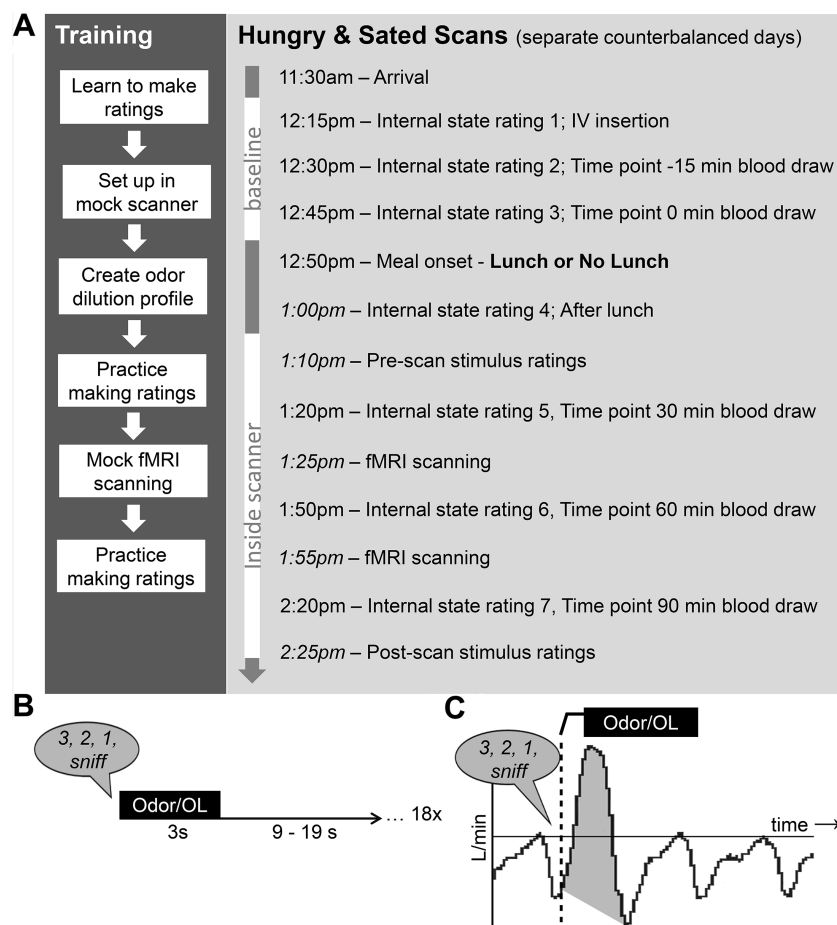 A
Training
Learn to make
ratings
Set up in
mock scanner
Create odor
dilution profile
Practice
making ratings
Mock fMRI
scanning
Practice
making ratings
Hungry & Sated Scans (separate counterbalanced days)
baseline
Inside scanner
11:30am – Arrival
12:15pm – Internal state rating 1; IV insertion
12:30pm – Internal state rating 2; Time point -15 min blood draw
12:45pm – Internal state rating 3; Time point 0 min blood draw
12:50pm – Meal onset - Lunch or No Lunch
1:00pm – Internal state rating 4; After lunch
1:10pm – Pre-scan stimulus ratings
1:20pm – Internal state rating 5, Time point 30 min blood draw
1:25pm – fMRI scanning
1:50pm – Internal state rating 6, Time point 60 min blood draw
1:55pm – fMRI scanning
2:20pm – Internal state rating 7, Time point 90 min blood draw
2:25pm – Post-scan stimulus ratings
B
3, 2, 1,
sniff
Odor/OL
3s
9 - 19 s
... 18x
C
3, 2, 1,
sniff
Odor/OL
L/min
time